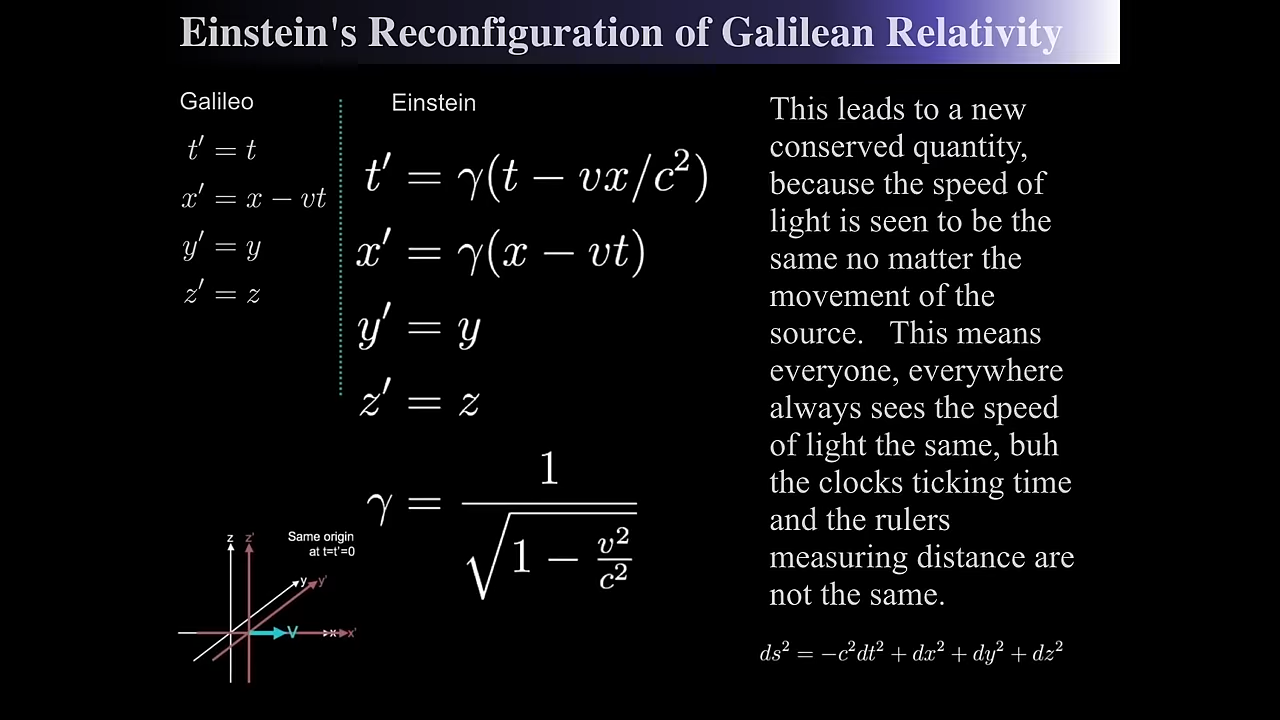 Einstein's Reconfiguration of Galilean Relativity
Galileo
t′ = t
x′ = x − vt
y′ = y
z′ = z
Einstein
t′ = γ(t − vx/c²)
x′ = γ(x − vt)
y′ = y
z′ = z
γ = 1/√(1 − v²/c²)
This leads to a new
conserved quantity,
because the speed of
light is seen to be the
same no matter the
movement of the
source. This means
everyone, everywhere
always sees the speed
of light the same, buh
the clocks ticking time
and the rulers
measuring distance are
not the same.
ds² = −c²dt² + dx² + dy² + dz²
Same origin
at t=t'=0
z z'
y y'
V x x'